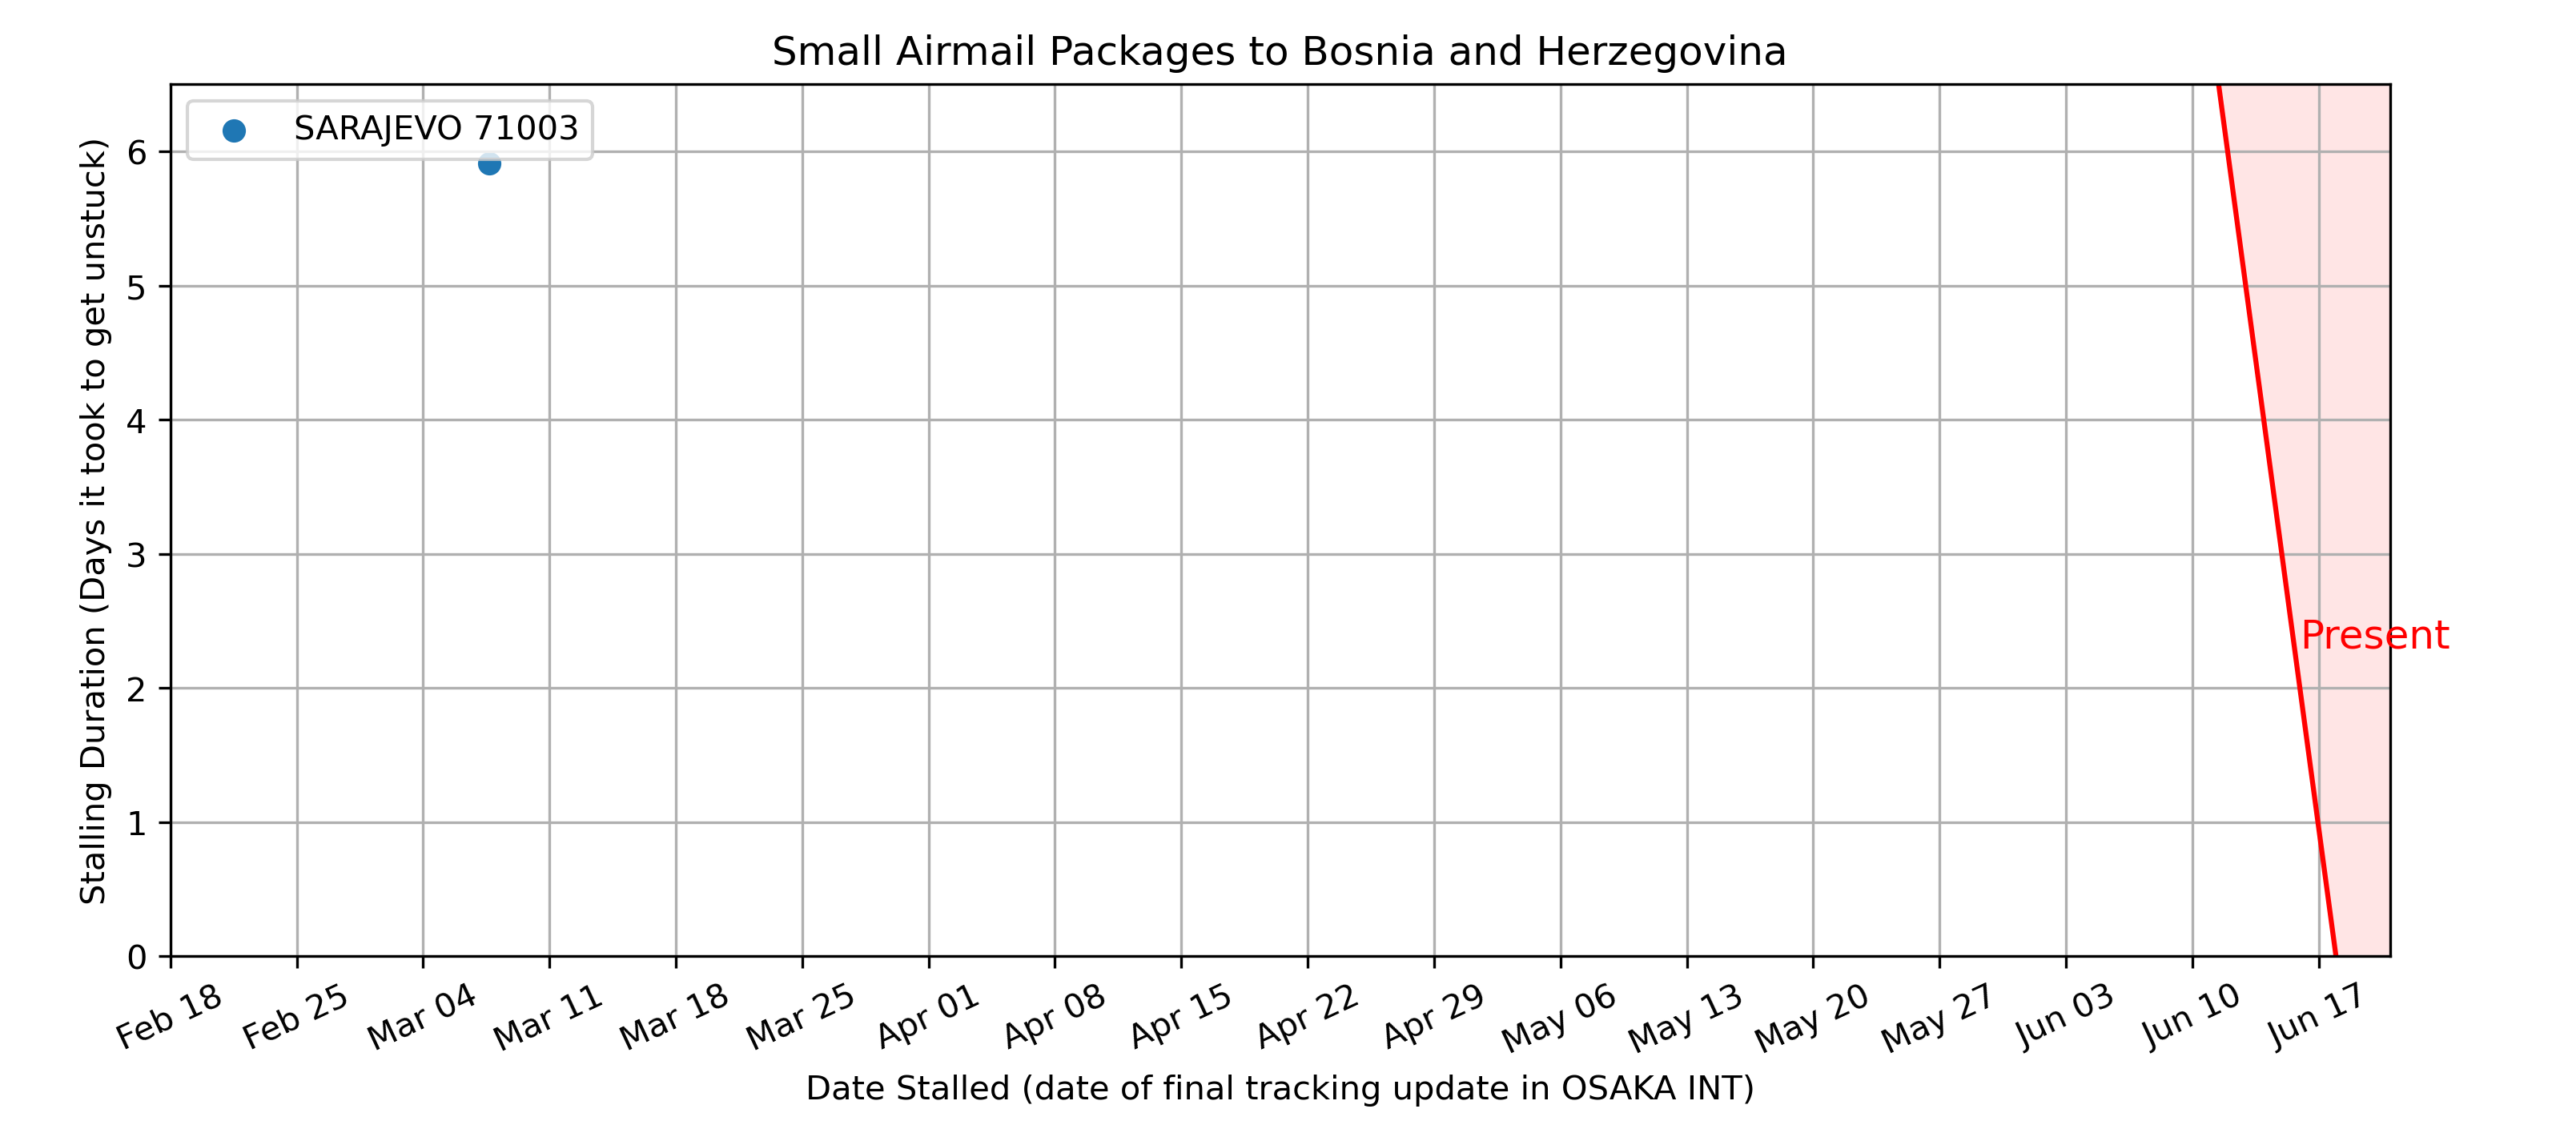 Small Airmail Packages to Bosnia and Herzegovina
SARAJEVO 71003
Stalling Duration (Days it took to get unstuck)
6
5
4
3
2
1
0
Present
Feb 18
Feb 25
Mar 04
Mar 11
Mar 18
Mar 25
Apr 01
Apr 08
Apr 15
Apr 22
Apr 29
May 06
May 13
May 20
May 27
Jun 03
Jun 10
Jun 17
Date Stalled (date of final tracking update in OSAKA INT)